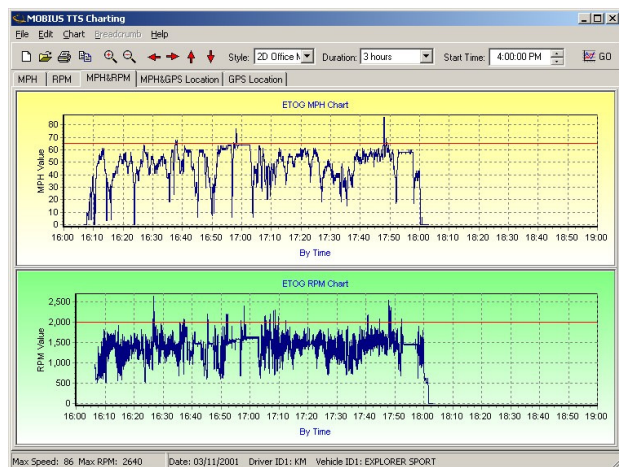 MOBIUS TTS Charting
File Edit Chart Breadcrumb Help
Style: 2D Office M Duration: 3 hours Start Time: 4:00:00 PM GO
MPH RPM MPH&RPM MPH&GPS Location GPS Location
ETOG MPH Chart
MPH Value
80
70
60
50
40
30
20
10
0
16:00 16:10 16:20 16:30 16:40 16:50 17:00 17:10 17:20 17:30 17:40 17:50 18:00 18:10 18:20 18:30 18:40 18:50 19:00
By Time
ETOG RPM Chart
RPM Value
2,500
2,000
1,500
1,000
500
0
16:00 16:10 16:20 16:30 16:40 16:50 17:00 17:10 17:20 17:30 17:40 17:50 18:00 18:10 18:20 18:30 18:40 18:50 19:00
By Time
Max Speed: 86 Max RPM: 2640 Date: 03/11/2001 Driver ID1: KM Vehicle ID1: EXPLORER SPORT